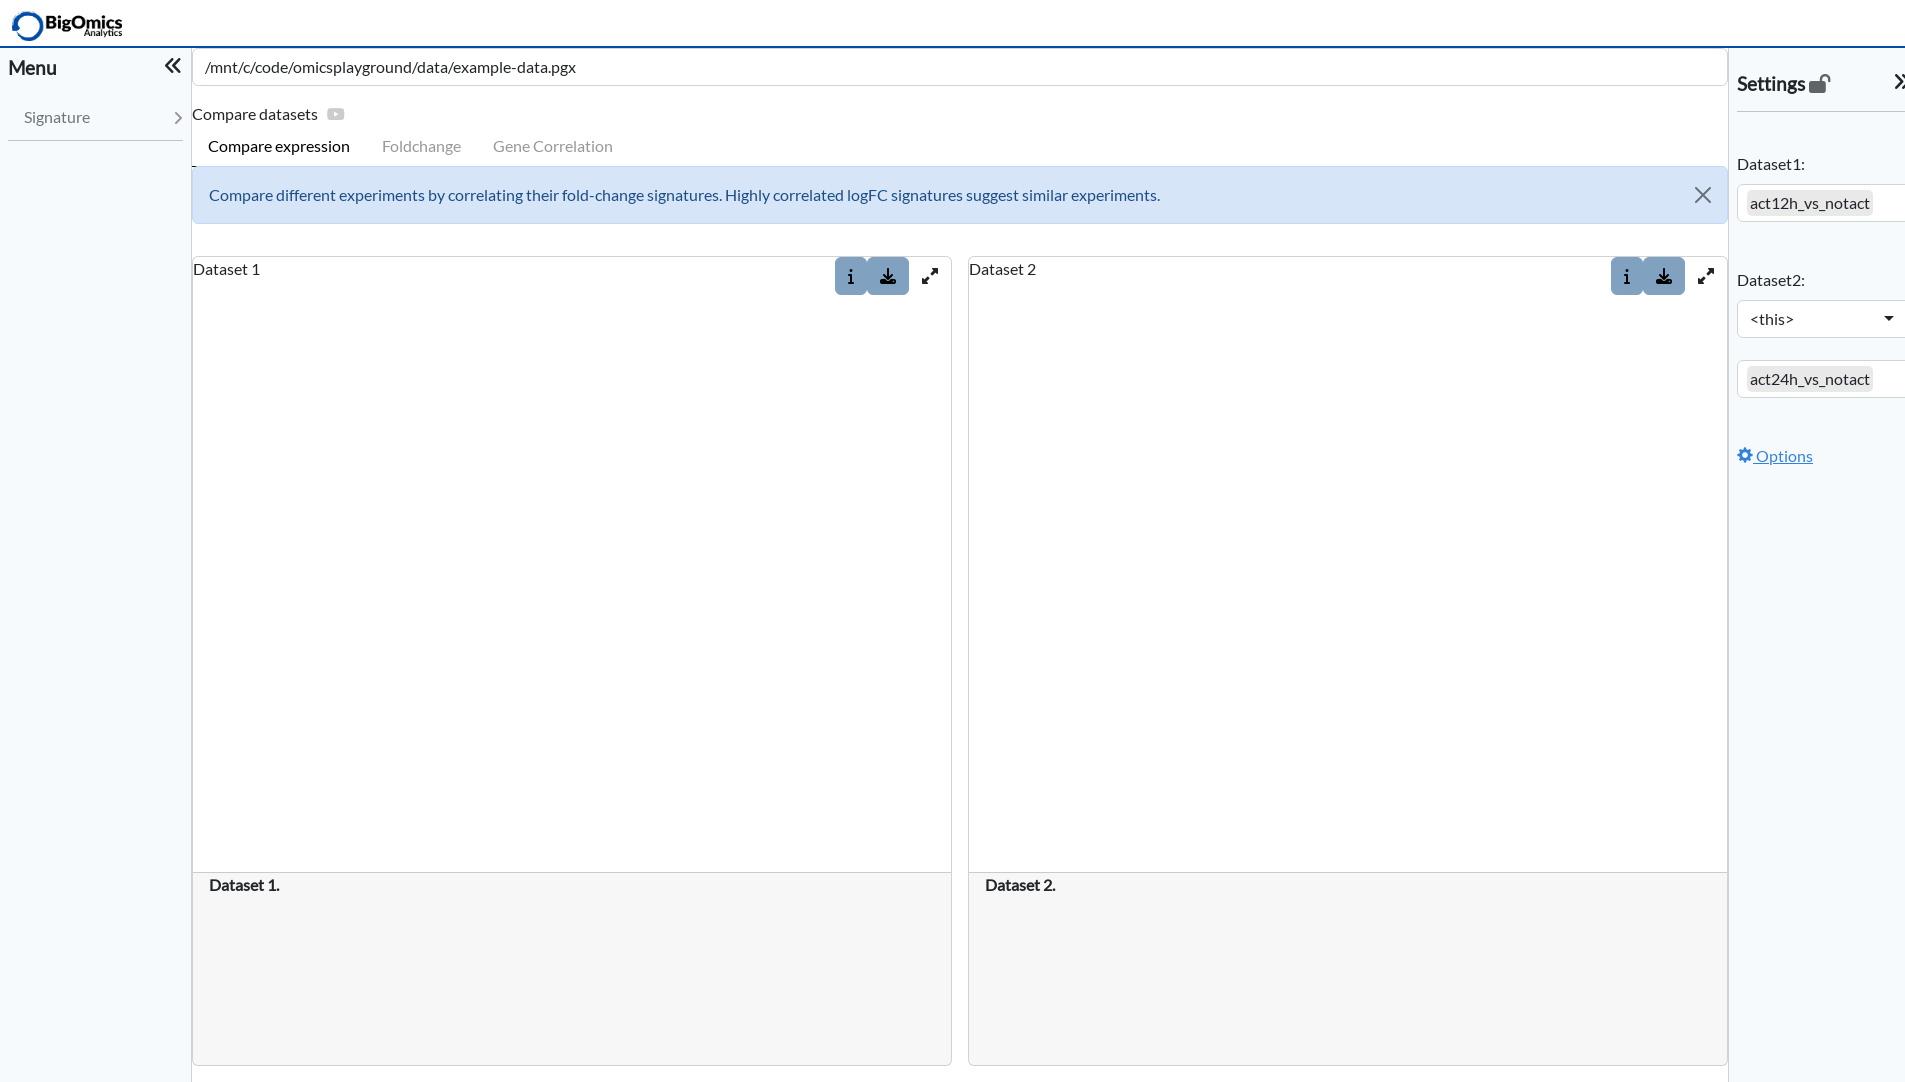 BigOmics
Analytics
Menu
Signature
/mnt/c/code/omicsplayground/data/example-data.pgx
Compare datasets
Compare expression
Foldchange
Gene Correlation
Compare different experiments by correlating their fold-change signatures. Highly correlated logFC signatures suggest similar experiments.
Dataset 1
Dataset 1.
Dataset 2
Dataset 2.
Settings
Dataset1:
act12h_vs_notact
Dataset2:
<this>
act24h_vs_notact
Options